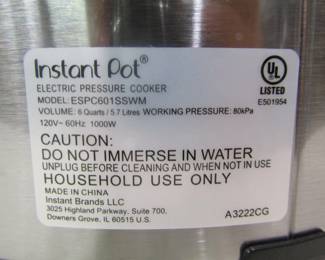 Instant Pot®
ELECTRIC PRESSURE COOKER
MODEL: ESPC601SSWM
VOLUME: 6 Quarts / 5.7 Litres WORKING PRESSURE: 80kPa
120V~ 60Hz 1000W
UL
LISTED
E501954
CAUTION:
DO NOT IMMERSE IN WATER
UNPLUG BEFORE CLEANING AND WHEN NOT IN USE
HOUSEHOLD USE ONLY
MADE IN CHINA
Instant Brands LLC
3025 Highland Parkway, Suite 700,
Downers Grove, IL 60515 U.S.
A3222CG